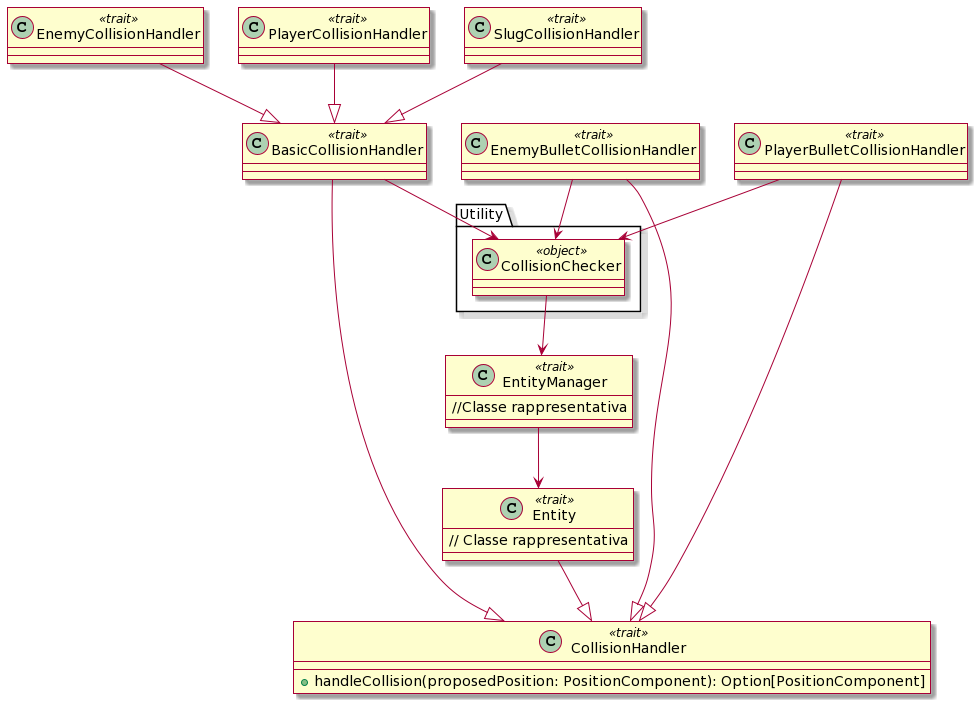 «trait»
C EnemyCollisionHandler
«trait»
C PlayerCollisionHandler
«trait»
C SlugCollisionHandler
«trait»
C BasicCollisionHandler
«trait»
C EnemyBulletCollisionHandler
«trait»
C PlayerBulletCollisionHandler
Utility
«object»
C CollisionChecker
«trait»
C EntityManager
//Classe rappresentativa
«trait»
C Entity
// Classe rappresentativa
«trait»
C CollisionHandler
handleCollision(proposedPosition: PositionComponent): Option[PositionComponent]